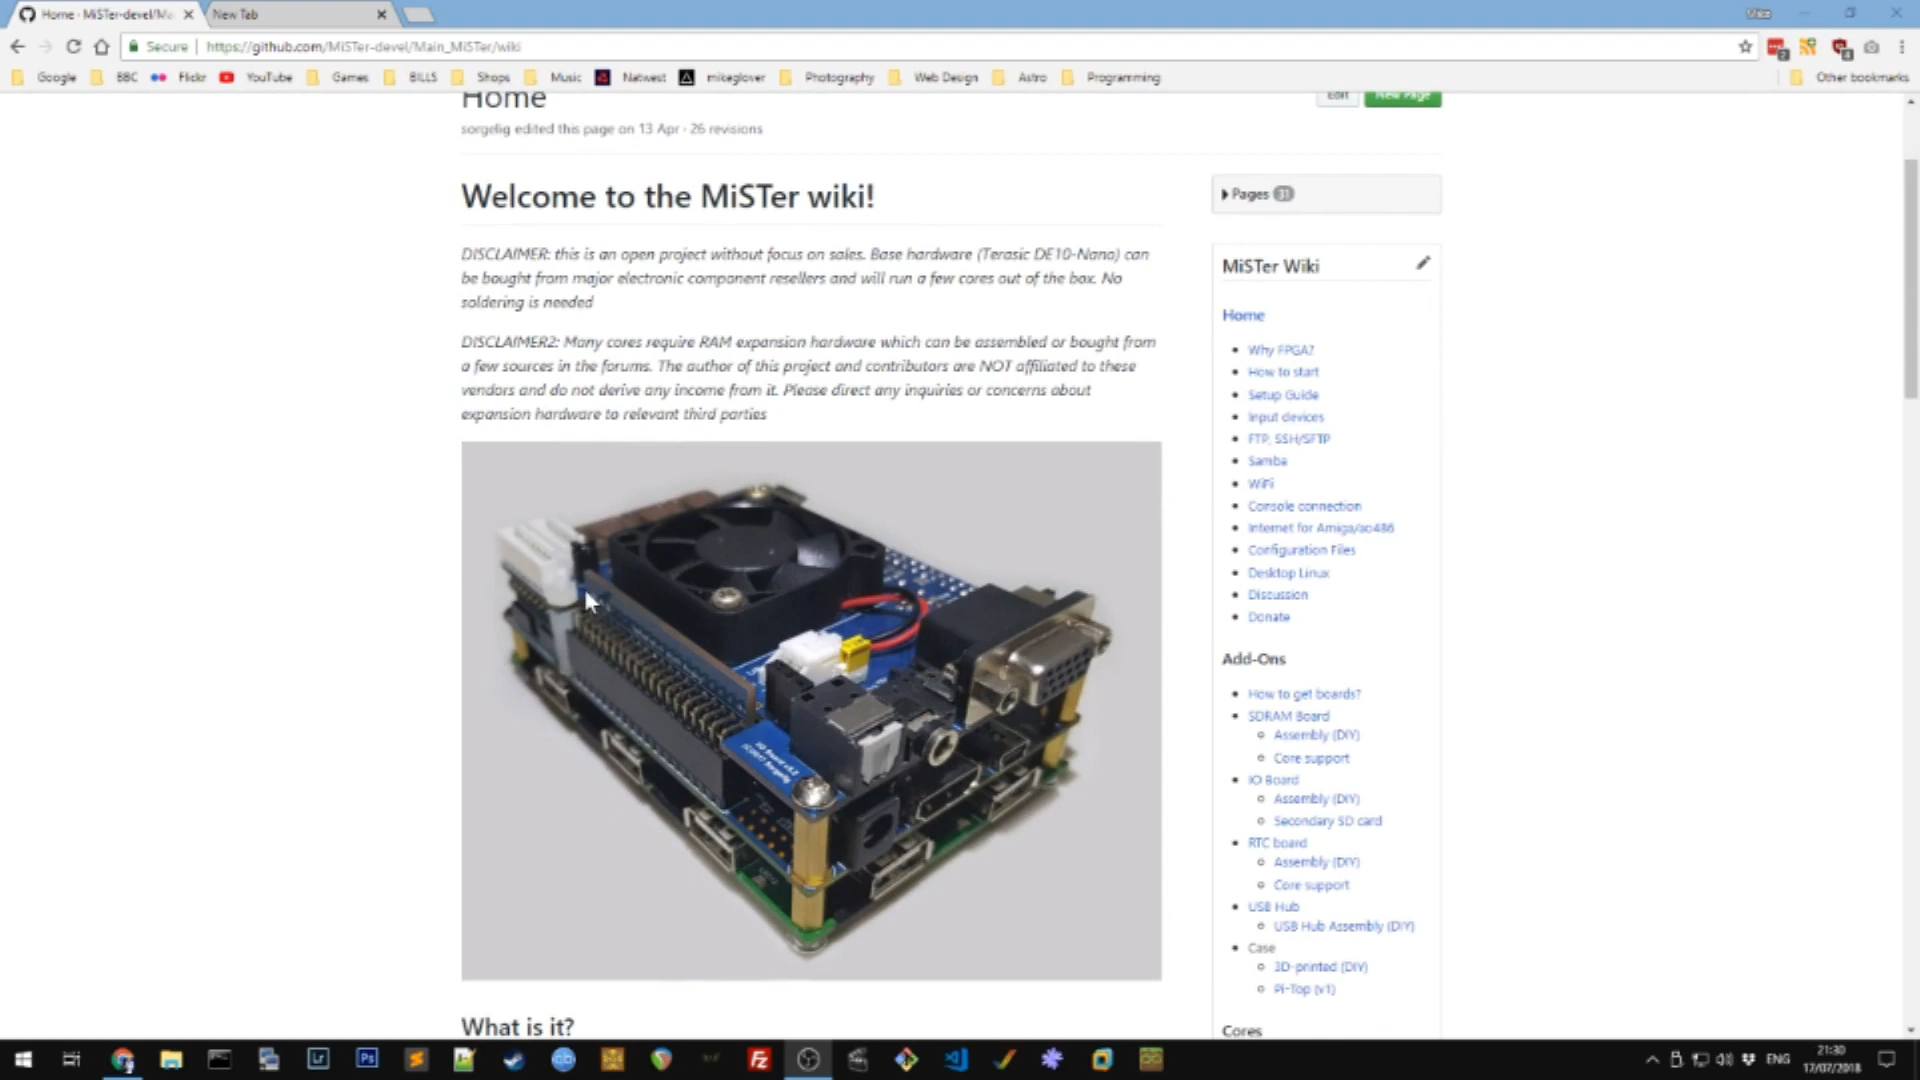 Home · MiSTer-devel/Ma
New Tab
Secure
https://github.com/MiSTer-devel/Main_MiSTer/wiki
Google
BBC
Flickr
YouTube
Games
BILLS
Shops
Music
Natwest
mikeglover
Photography
Web Design
Astro
Programming
Other bookmarks
Home
Edit
New Page
sorgelig edited this page on 13 Apr · 26 revisions
Welcome to the MiSTer wiki!
DISCLAIMER: this is an open project without focus on sales. Base hardware (Terasic DE10-Nano) can
be bought from major electronic component resellers and will run a few cores out of the box. No
soldering is needed
DISCLAIMER2: Many cores require RAM expansion hardware which can be assembled or bought from
a few sources in the forums. The author of this project and contributors are NOT affiliated to these
vendors and do not derive any income from it. Please direct any inquiries or concerns about
expansion hardware to relevant third parties
What is it?
Pages 31
MiSTer Wiki
Home
Why FPGA?
How to start
Setup Guide
Input devices
FTP, SSH/SFTP
Samba
WiFi
Console connection
Internet for Amiga/ao486
Configuration Files
Desktop Linux
Discussion
Donate
Add-Ons
How to get boards?
SDRAM Board
Assembly (DIY)
Core support
IO Board
Assembly (DIY)
Secondary SD card
RTC board
Assembly (DIY)
Core support
USB Hub
USB Hub Assembly (DIY)
Case
3D-printed (DIY)
Pi-Top (v1)
Cores
Lr
Ps
Fz
ENG
21:30
17/07/2018